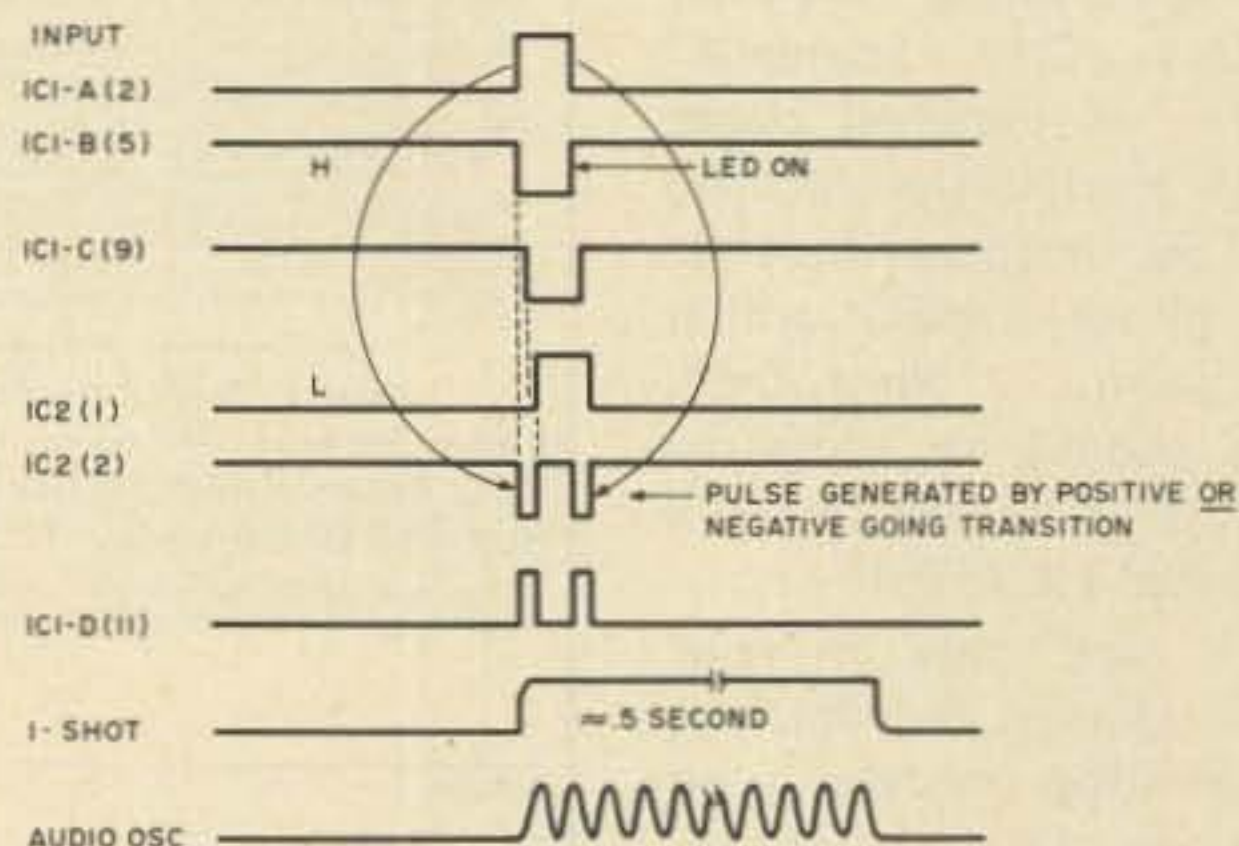 INPUT
IC1-A(2)
IC1-B(5)
H
LED ON
IC1-C(9)
L
IC2(1)
IC2(2)
PULSE GENERATED BY POSITIVE OR
NEGATIVE GOING TRANSITION
IC1-D(11)
1-SHOT
≈.5 SECOND
AUDIO OSC